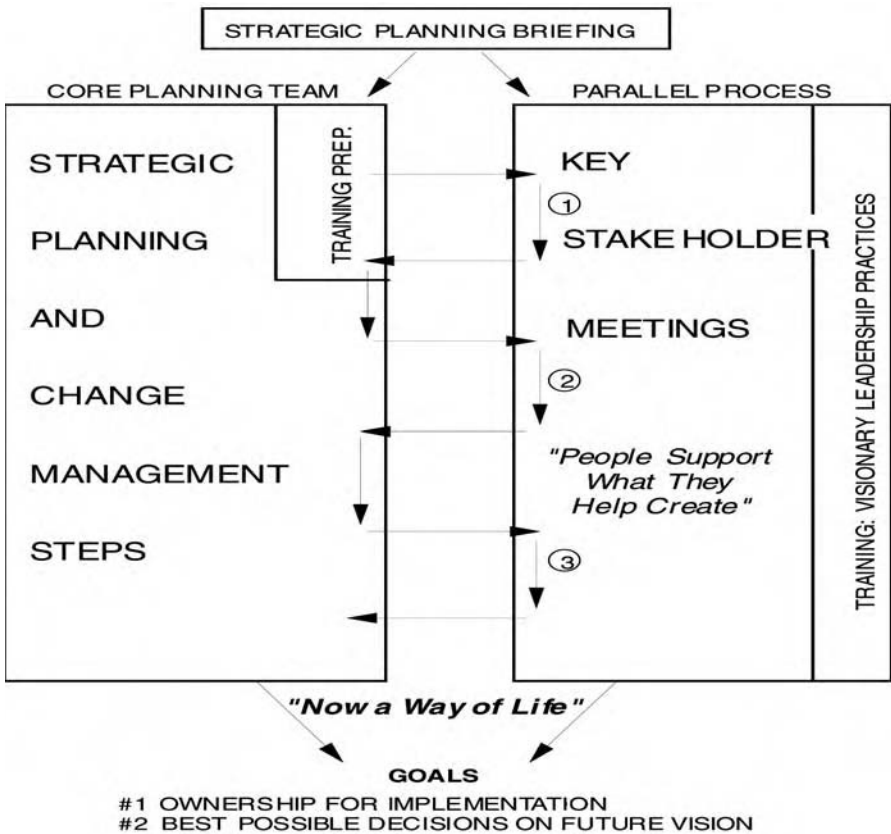 STRATEGIC PLANNING BRIEFING
CORE PLANNING TEAM
PARALLEL PROCESS
STRATEGIC
PLANNING
AND
CHANGE
MANAGEMENT
STEPS
TRAINING PREP.
KEY
1
STAKE HOLDER
MEETINGS
2
"People Support
What They
Help Create"
3
TRAINING: VISIONARY LEADERSHIP PRACTICES
"Now a Way of Life"
GOALS
#1 OWNERSHIP FOR IMPLEMENTATION
#2 BEST POSSIBLE DECISIONS ON FUTURE VISION